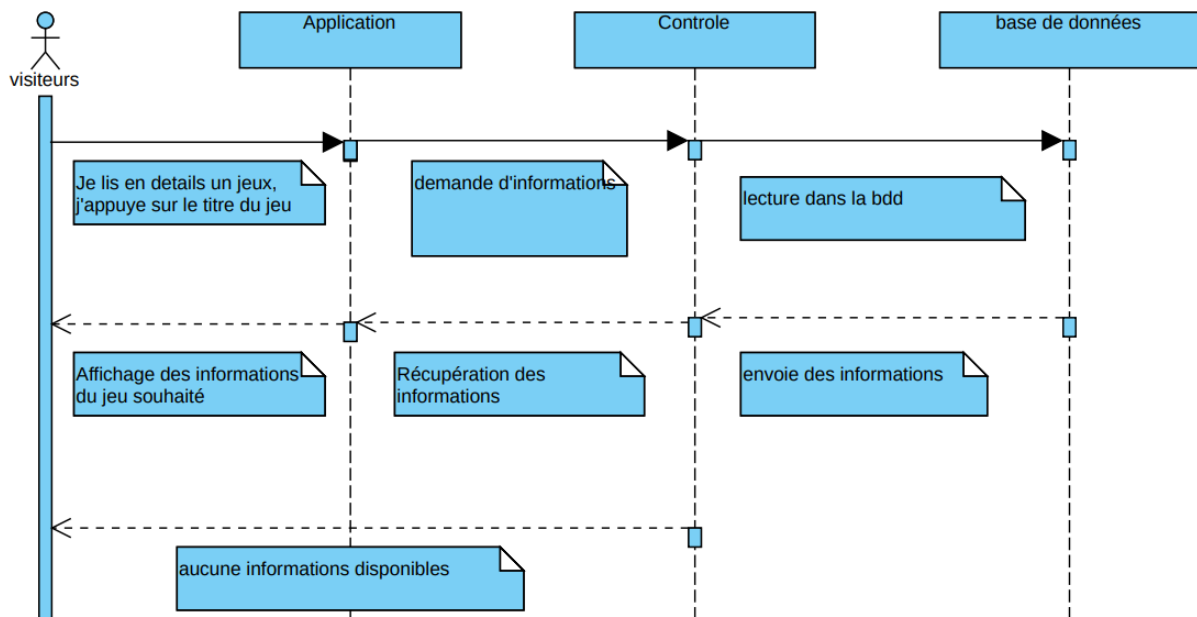 Application
Controle
base de données
visiteurs
Je lis en details un jeux,
j'appuye sur le titre du jeu
demande d'informations
lecture dans la bdd
Affichage des informations
du jeu souhaité
Récupération des
informations
envoie des informations
aucune informations disponibles